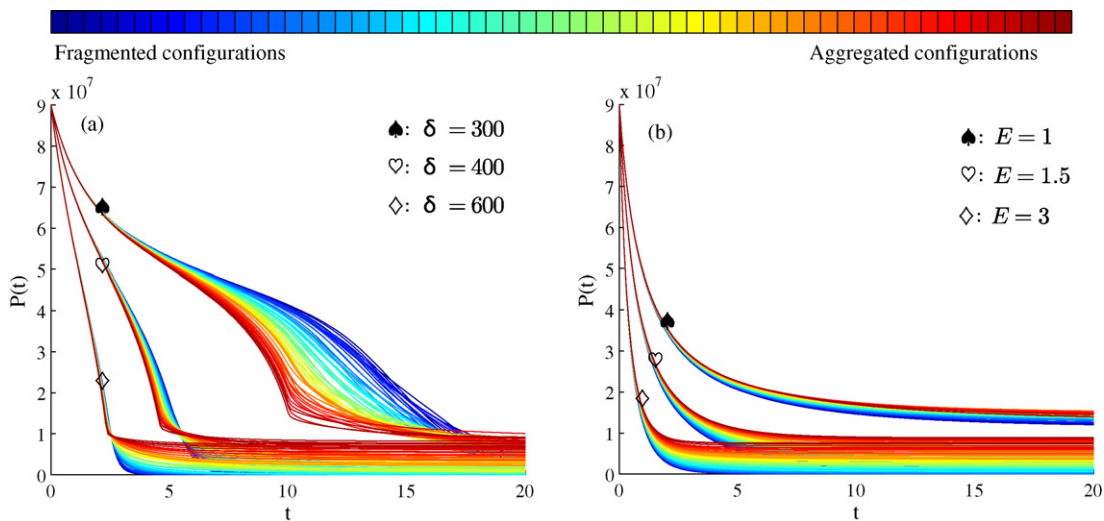 Fragmented configurations
Aggregated configurations
x 10^7
9
8
7
6
5
4
3
2
1
0
P(t)
(a)
♠: δ = 300
♡: δ = 400
◇: δ = 600
0 5 10 15 20
t
x 10^7
9
8
7
6
5
4
3
2
1
0
P(t)
(b)
♠: E = 1
♡: E = 1.5
◇: E = 3
0 5 10 15 20
t